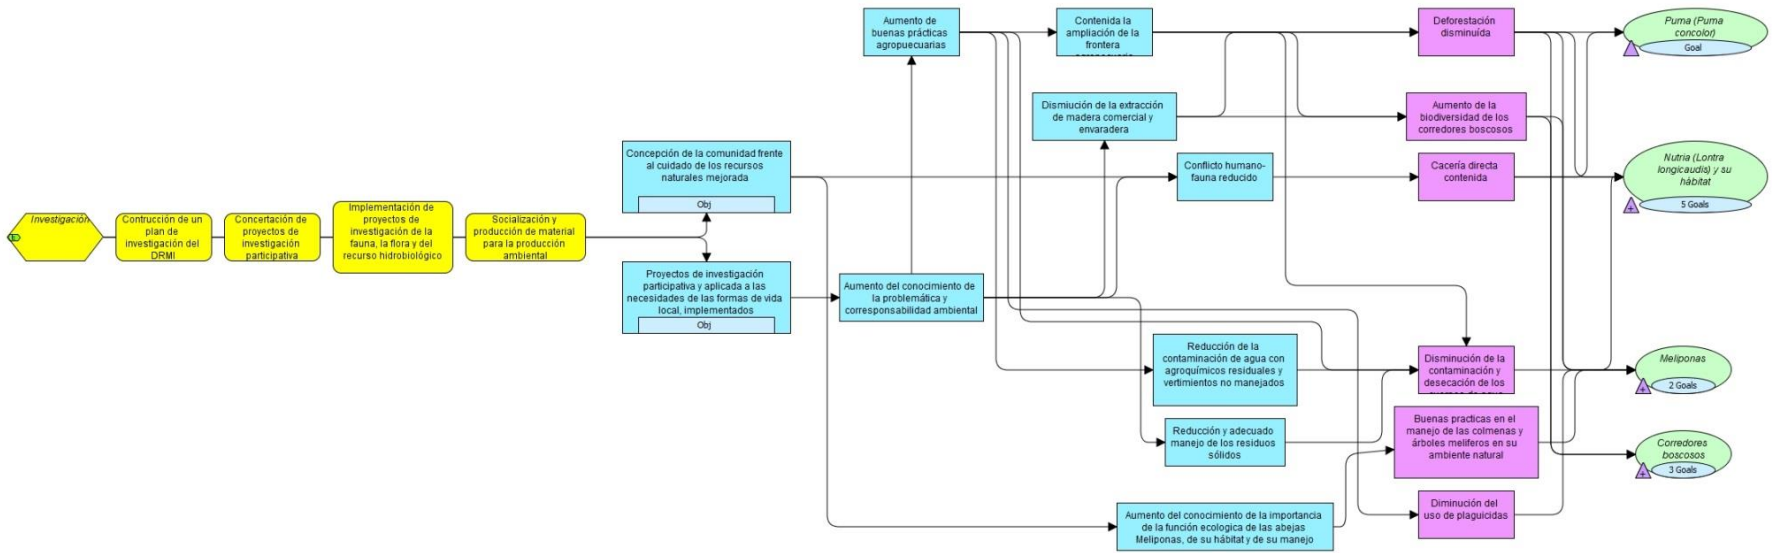 Investigación
Contrucción de un
plan de
investigación del
DRMI
Concertación de
proyectos de
investigación
participativa
Implementación de
proyectos de
investigación de la
fauna, la flora y del
recurso hidrobiológico
Socialización y
producción de material
para la producción
ambiental
Concepción de la comunidad frente
al cuidado de los recursos
naturales mejorada
Obj
Proyectos de investigación
participativa y aplicada a las
necesidades de las formas de vida
local, implementados
Obj
Aumento de
buenas prácticas
agropuecuarias
Aumento del conocimiento de
la problemática y
corresponsabilidad ambiental
Contenida la
ampliación de la
frontera
Dismiución de la extracción
de madera comercial y
envaradera
Conflicto humano-
fauna reducido
Reducción de la
contaminación de agua con
agroquímicos residuales y
vertimientos no manejados
Reducción y adecuado
manejo de los residuos
sólidos
Aumento del conocimiento de la importancia
de la función ecologica de las abejas
Meliponas, de su hábitat y de su manejo
Deforestación
disminuída
Aumento de la
biodiversidad de los
corredores boscosos
Cacería directa
contenida
Disminución de la
contaminación y
desecación de los
Buenas practicas en el
manejo de las colmenas y
árboles meliferos en su
ambiente natural
Diminución del
uso de plaguicidas
Puma (Puma
concolor)
Goal
Nutria (Lontra
longicaudis) y su
hábitat
5 Goals
Meliponas
2 Goals
Corredores
boscosos
3 Goals